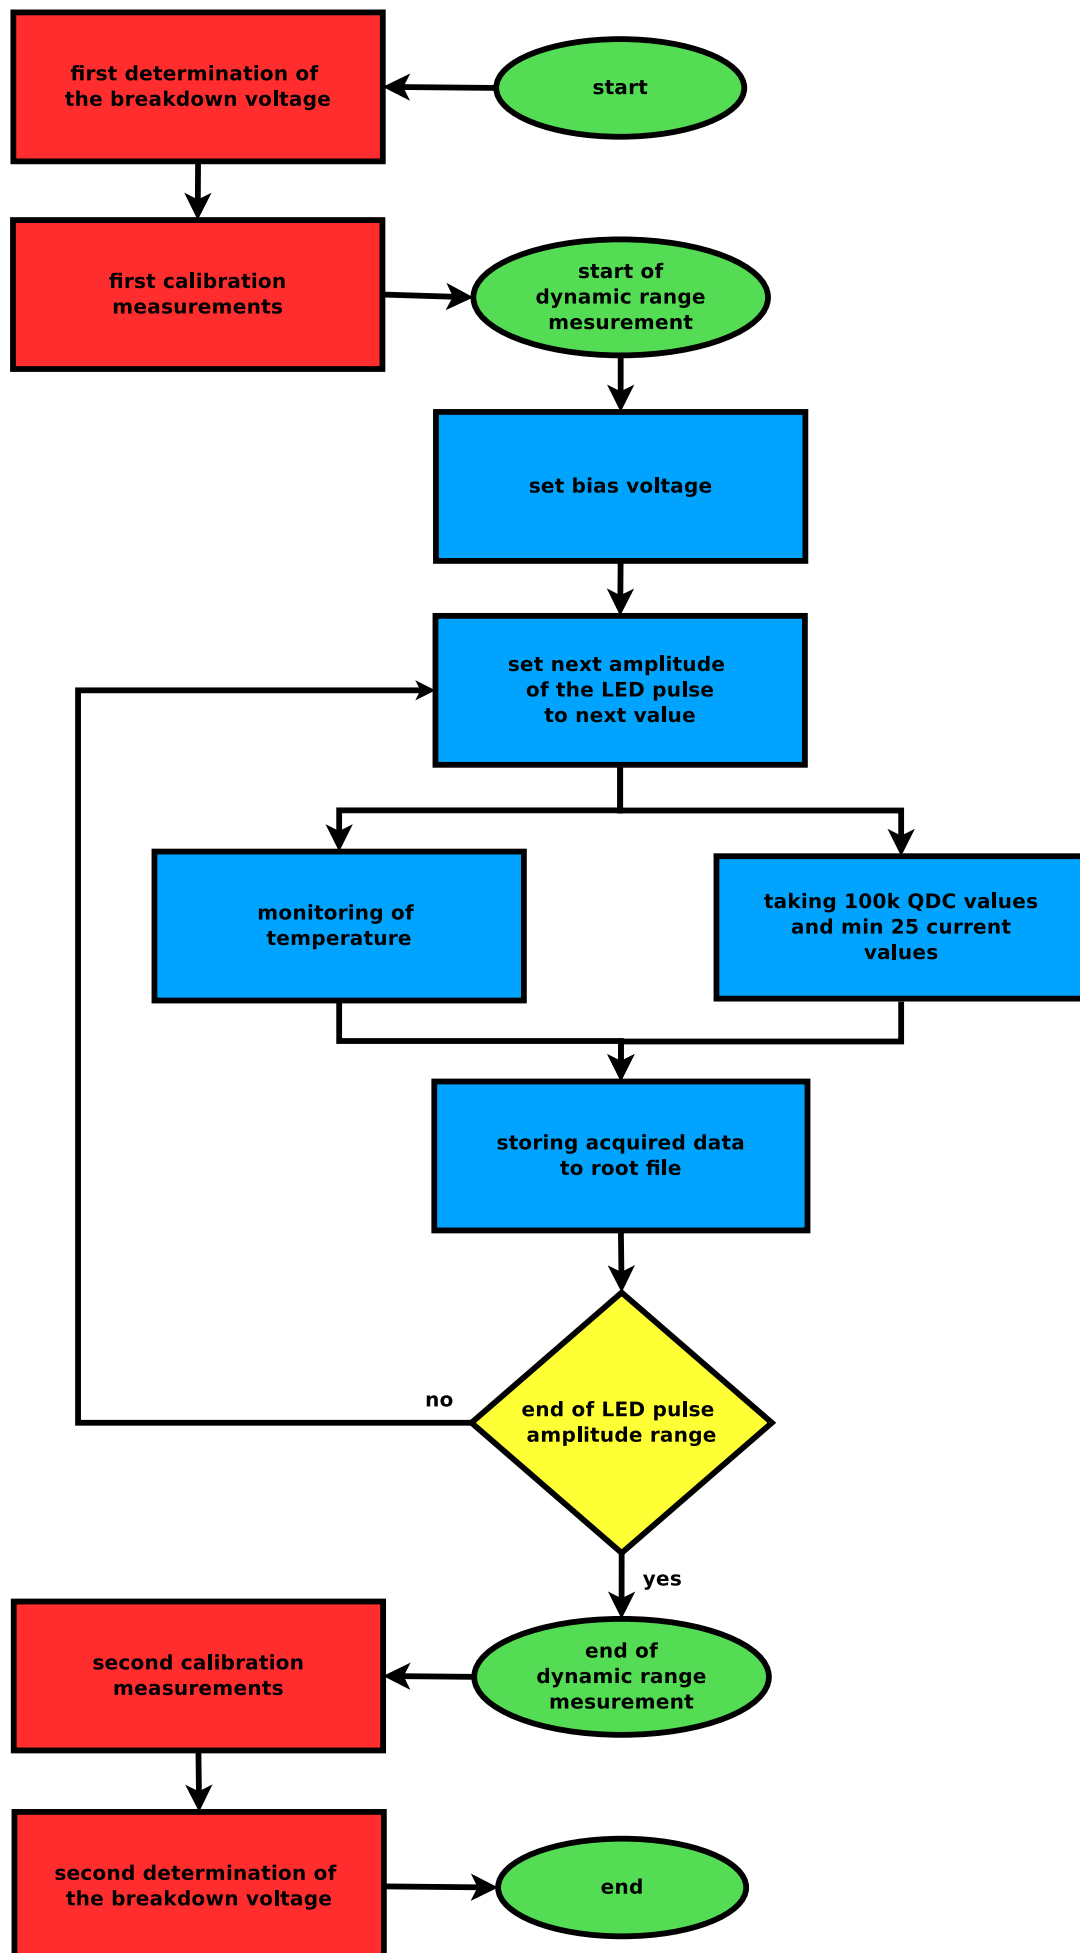 first determination of
the breakdown voltage
start
first calibration
measurements
start of
dynamic range
mesurement
set bias voltage
set next amplitude
of the LED pulse
to next value
monitoring of
temperature
taking 100k QDC values
and min 25 current
values
storing acquired data
to root file
no
end of LED pulse
amplitude range
yes
second calibration
measurements
end of
dynamic range
mesurement
second determination of
the breakdown voltage
end